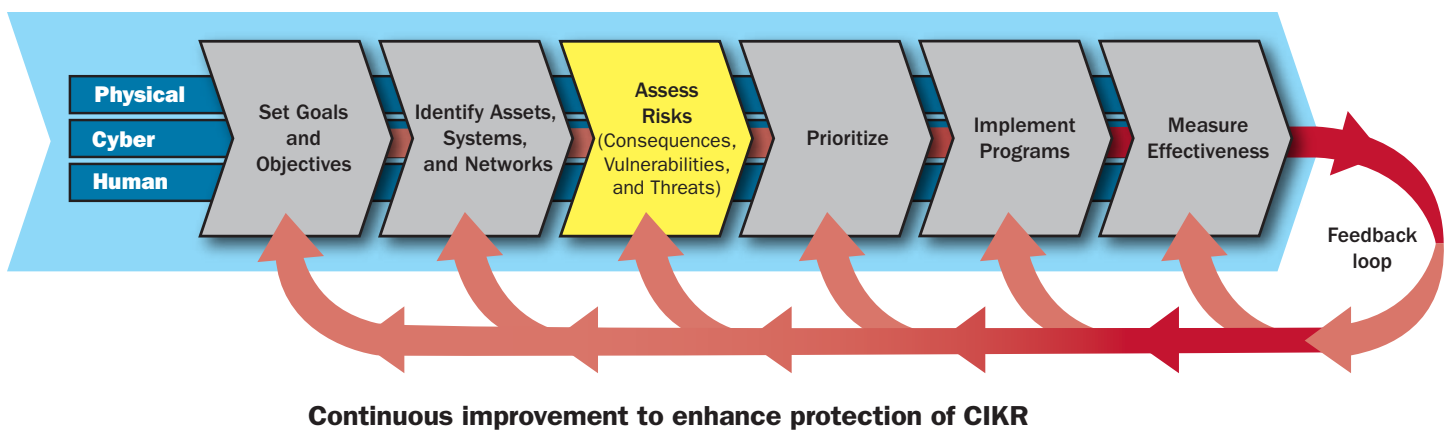 Physical
Cyber
Human
Set Goals
and
Objectives
Identify Assets,
Systems,
and Networks
Assess
Risks
(Consequences,
Vulnerabilities,
and Threats)
Prioritize
Implement
Programs
Measure
Effectiveness
Feedback
loop
Continuous improvement to enhance protection of CIKR